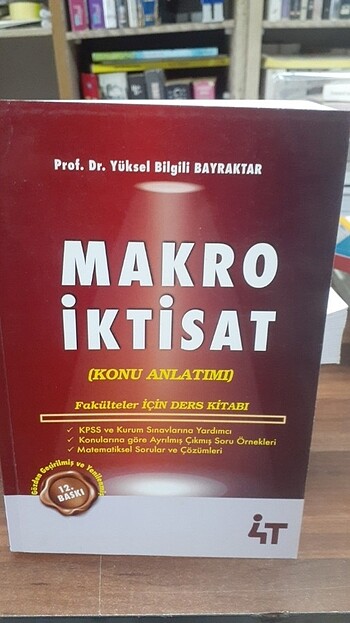 Prof. Dr. Yüksel Bilgili BAYRAKTAR
MAKRO
İKTİSAT
(KONU ANLATIMI)
Fakülteler İÇİN DERS KİTABI
✓ KPSS ve Kurum Sınavlarına Yardımcı
✓ Konularına göre Ayrılmış Çıkmış Soru Örnekleri
✓ Matematiksel Sorular ve Çözümleri
Gözden Geçirilmiş ve Yenilenmiş
12.
BASKI
4T